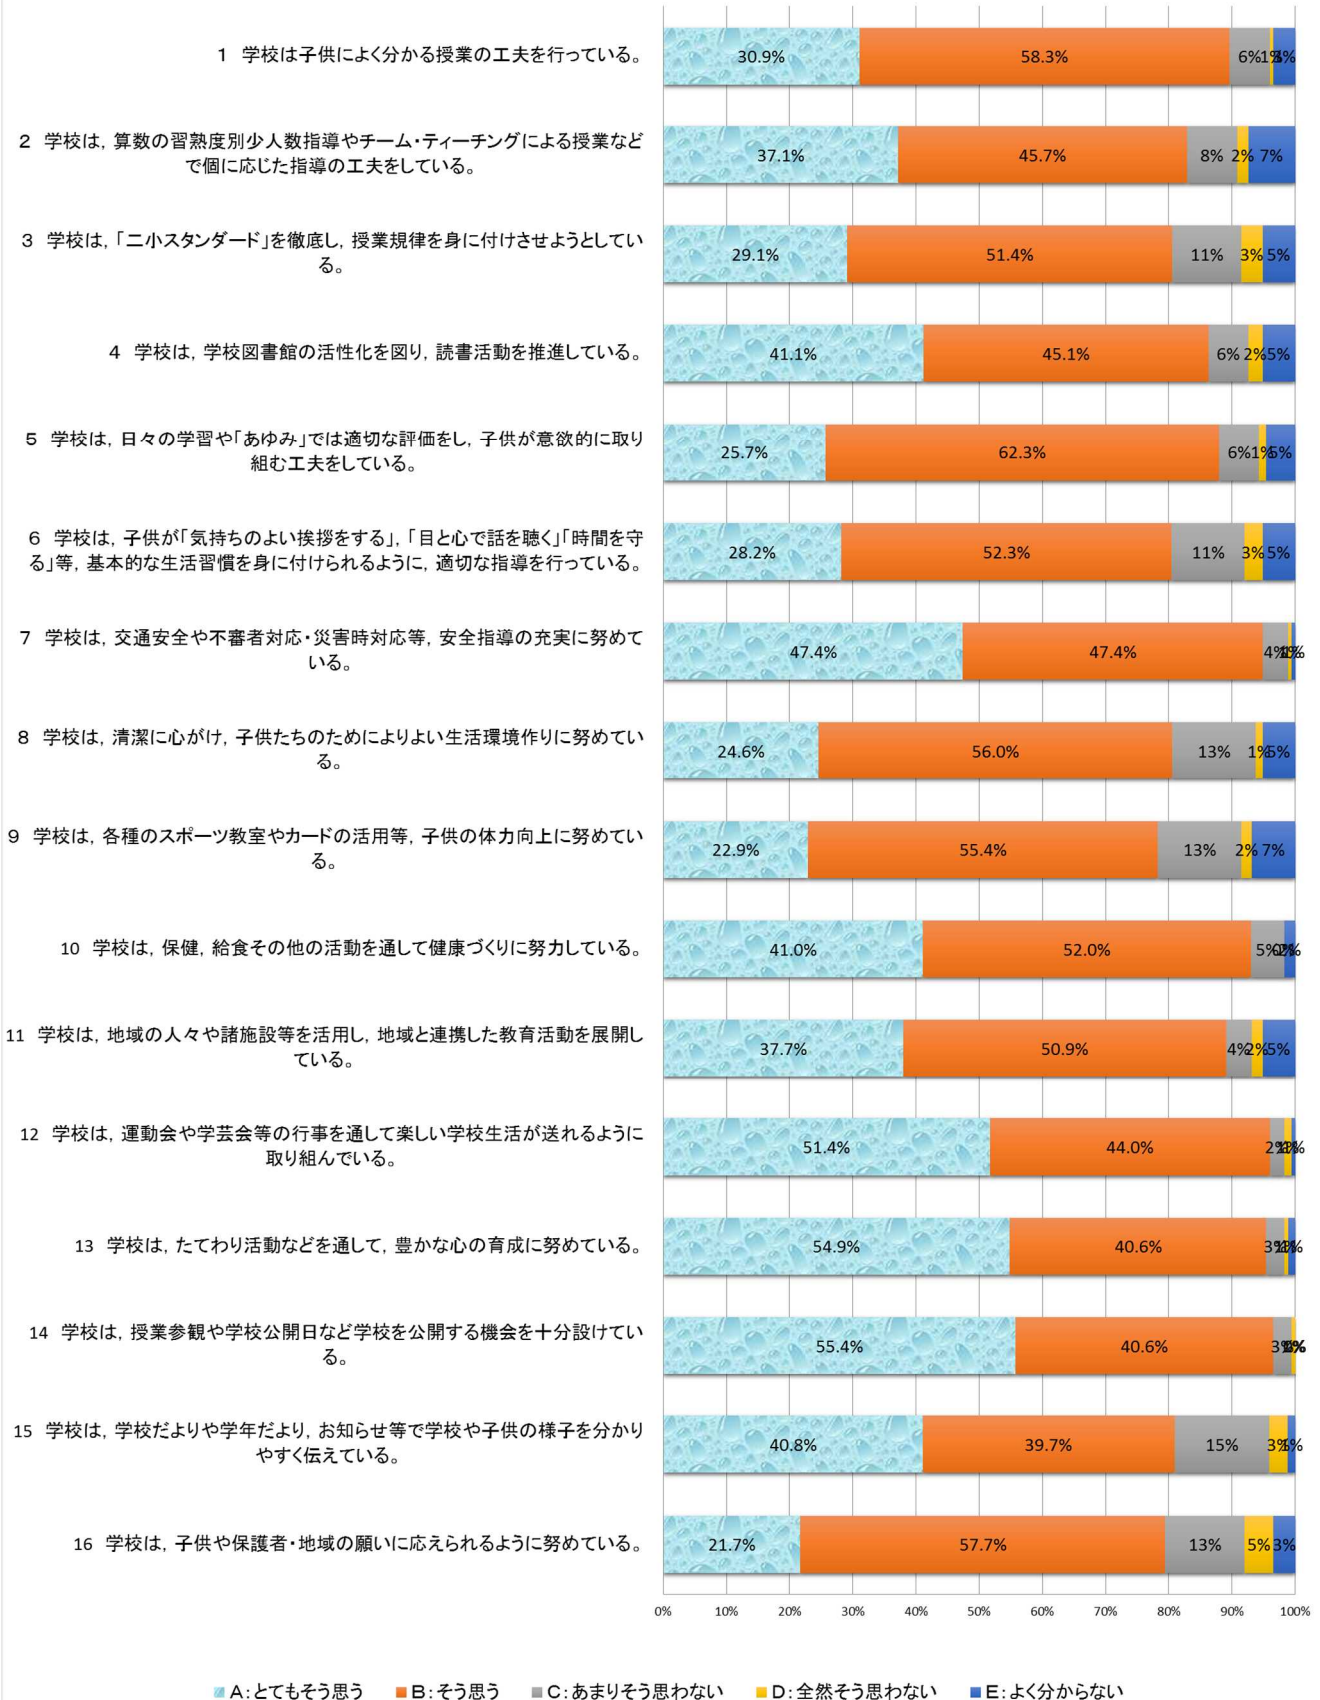 1 学校は子供によく分かる授業の工夫を行っている。
30.9% 58.3% 6% 1% 3%
2 学校は，算数の習熟度別少人数指導やチーム・ティーチングによる授業など
で個に応じた指導の工夫をしている。
37.1% 45.7% 8% 2% 7%
3 学校は，「二小スタンダード」を徹底し，授業規律を身に付けさせようとしてい
る。
29.1% 51.4% 11% 3% 5%
4 学校は，学校図書館の活性化を図り，読書活動を推進している。
41.1% 45.1% 6% 2% 5%
5 学校は，日々の学習や「あゆみ」では適切な評価をし，子供が意欲的に取り
組む工夫をしている。
25.7% 62.3% 6% 1% 5%
6 学校は，子供が「気持ちのよい挨拶をする」，「目と心で話を聴く」「時間を守
る」等，基本的な生活習慣を身に付けられるように，適切な指導を行っている。
28.2% 52.3% 11% 3% 5%
7 学校は，交通安全や不審者対応・災害時対応等，安全指導の充実に努めて
いる。
47.4% 47.4% 4% 1%
8 学校は，清潔に心がけ，子供たちのためによりよい生活環境作りに努めてい
る。
24.6% 56.0% 13% 1% 5%
9 学校は，各種のスポーツ教室やカードの活用等，子供の体力向上に努めてい
る。
22.9% 55.4% 13% 2% 7%
10 学校は，保健，給食その他の活動を通して健康づくりに努力している。
41.0% 52.0% 5% 0% 2%
11 学校は，地域の人々や諸施設等を活用し，地域と連携した教育活動を展開し
ている。
37.7% 50.9% 4% 2% 5%
12 学校は，運動会や学芸会等の行事を通して楽しい学校生活が送れるように
取り組んでいる。
51.4% 44.0% 2% 1% 1%
13 学校は，たてわり活動などを通して，豊かな心の育成に努めている。
54.9% 40.6% 3% 1% 1%
14 学校は，授業参観や学校公開日など学校を公開する機会を十分設けてい
る。
55.4% 40.6% 3%
15 学校は，学校だよりや学年だより，お知らせ等で学校や子供の様子を分かり
やすく伝えている。
40.8% 39.7% 15% 3% 1%
16 学校は，子供や保護者・地域の願いに応えられるように努めている。
21.7% 57.7% 13% 5% 3%
0% 10% 20% 30% 40% 50% 60% 70% 80% 90% 100%
A：とてもそう思う B：そう思う C：あまりそう思わない D：全然そう思わない E：よく分からない